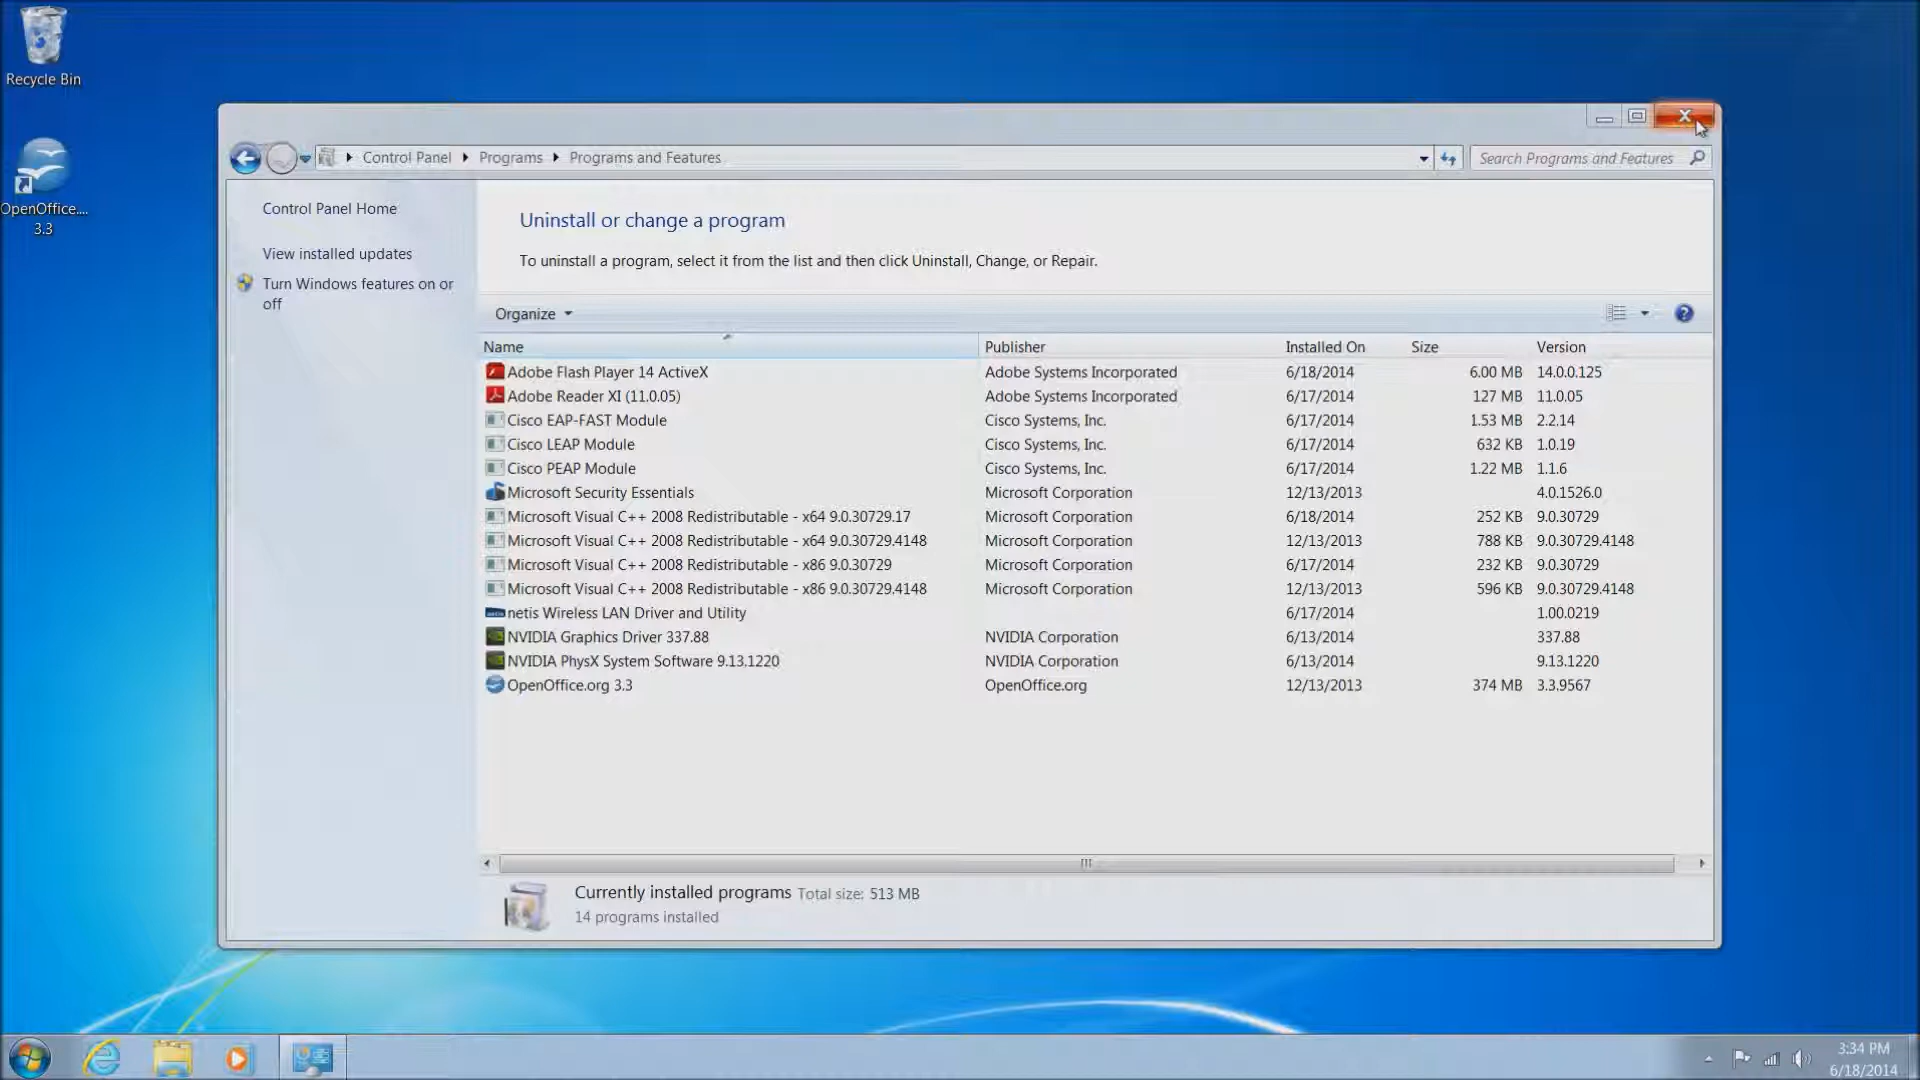 Recycle Bin
OpenOffice....
3.3
Control Panel
Programs
Programs and Features
Search Programs and Features
Control Panel Home
View installed updates
Turn Windows features on or
off
Uninstall or change a program
To uninstall a program, select it from the list and then click Uninstall, Change, or Repair.
Organize
Name Publisher Installed On Size Version
Adobe Flash Player 14 ActiveX Adobe Systems Incorporated 6/18/2014 6.00 MB 14.0.0.125
Adobe Reader XI (11.0.05) Adobe Systems Incorporated 6/17/2014 127 MB 11.0.05
Cisco EAP-FAST Module Cisco Systems, Inc. 6/17/2014 1.53 MB 2.2.14
Cisco LEAP Module Cisco Systems, Inc. 6/17/2014 632 KB 1.0.19
Cisco PEAP Module Cisco Systems, Inc. 6/17/2014 1.22 MB 1.1.6
Microsoft Security Essentials Microsoft Corporation 12/13/2013 4.0.1526.0
Microsoft Visual C++ 2008 Redistributable - x64 9.0.30729.17 Microsoft Corporation 6/18/2014 252 KB 9.0.30729
Microsoft Visual C++ 2008 Redistributable - x64 9.0.30729.4148 Microsoft Corporation 12/13/2013 788 KB 9.0.30729.4148
Microsoft Visual C++ 2008 Redistributable - x86 9.0.30729 Microsoft Corporation 6/17/2014 232 KB 9.0.30729
Microsoft Visual C++ 2008 Redistributable - x86 9.0.30729.4148 Microsoft Corporation 12/13/2013 596 KB 9.0.30729.4148
netis Wireless LAN Driver and Utility 6/17/2014 1.00.0219
NVIDIA Graphics Driver 337.88 NVIDIA Corporation 6/13/2014 337.88
NVIDIA PhysX System Software 9.13.1220 NVIDIA Corporation 6/13/2014 9.13.1220
OpenOffice.org 3.3 OpenOffice.org 12/13/2013 374 MB 3.3.9567
Currently installed programs Total size: 513 MB
14 programs installed
3:34 PM
6/18/2014